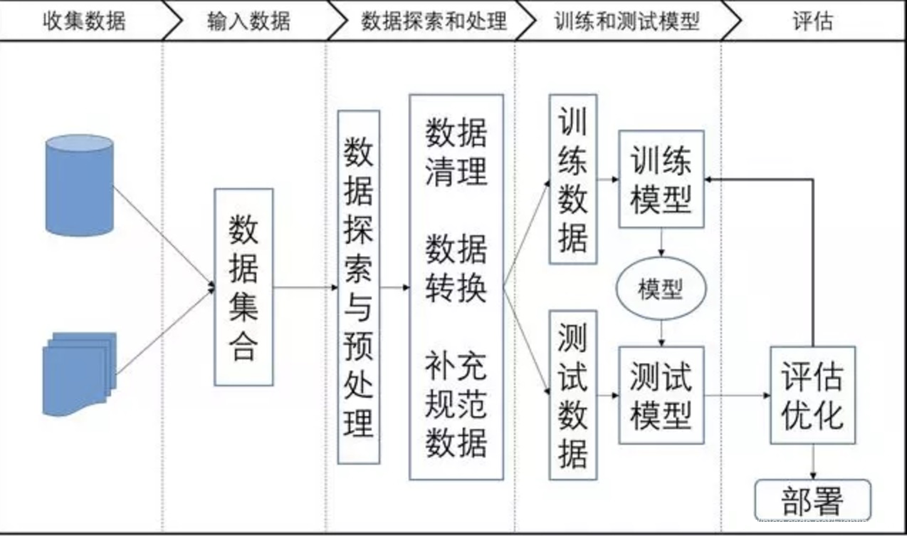 收集数据
输入数据
数据探索和处理
训练和测试模型
评估
数据集合
数据探索与预处理
数据
清理
数据
转换
补充
规范
数据
训练数据
测试数据
训练
模型
模型
测试
模型
评估
优化
部署